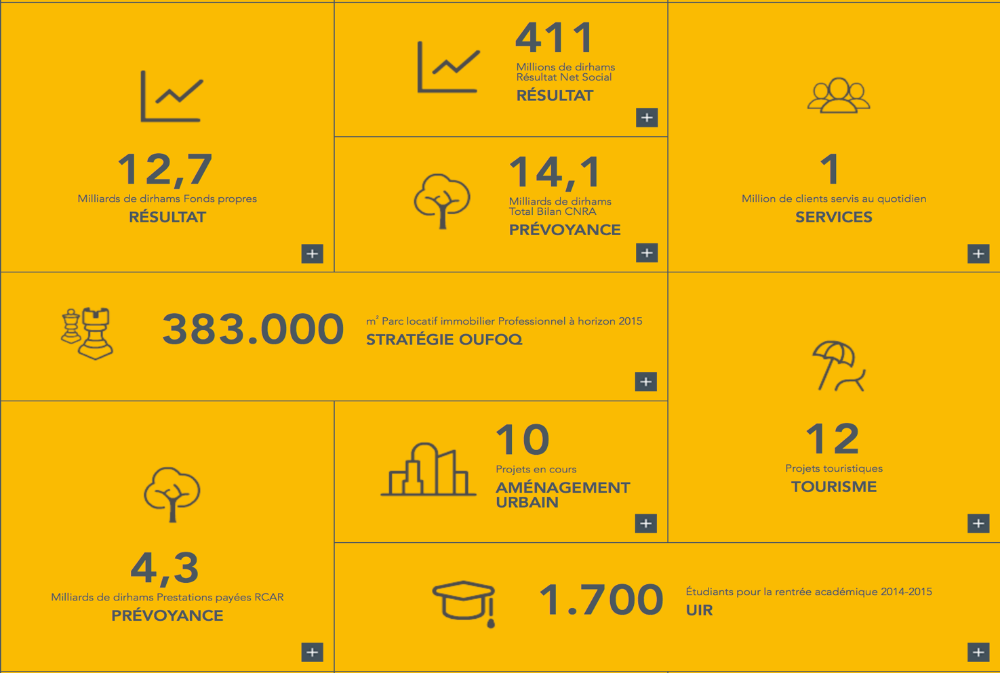 12,7
Milliards de dirhams Fonds propres
RÉSULTAT
+
411
Millions de dirhams
Résultat Net Social
RÉSULTAT
+
14,1
Milliards de dirhams
Total Bilan CNRA
PRÉVOYANCE
+
1
Million de clients servis au quotidien
SERVICES
+
383.000
m² Parc locatif immobilier Professionnel à horizon 2015
STRATÉGIE OUFOQ
+
4,3
Milliards de dirhams Prestations payées RCAR
PRÉVOYANCE
+
10
Projets en cours
AMÉNAGEMENT
URBAIN
+
12
Projets touristiques
TOURISME
+
1.700
Étudiants pour la rentrée académique 2014-2015
UIR
+